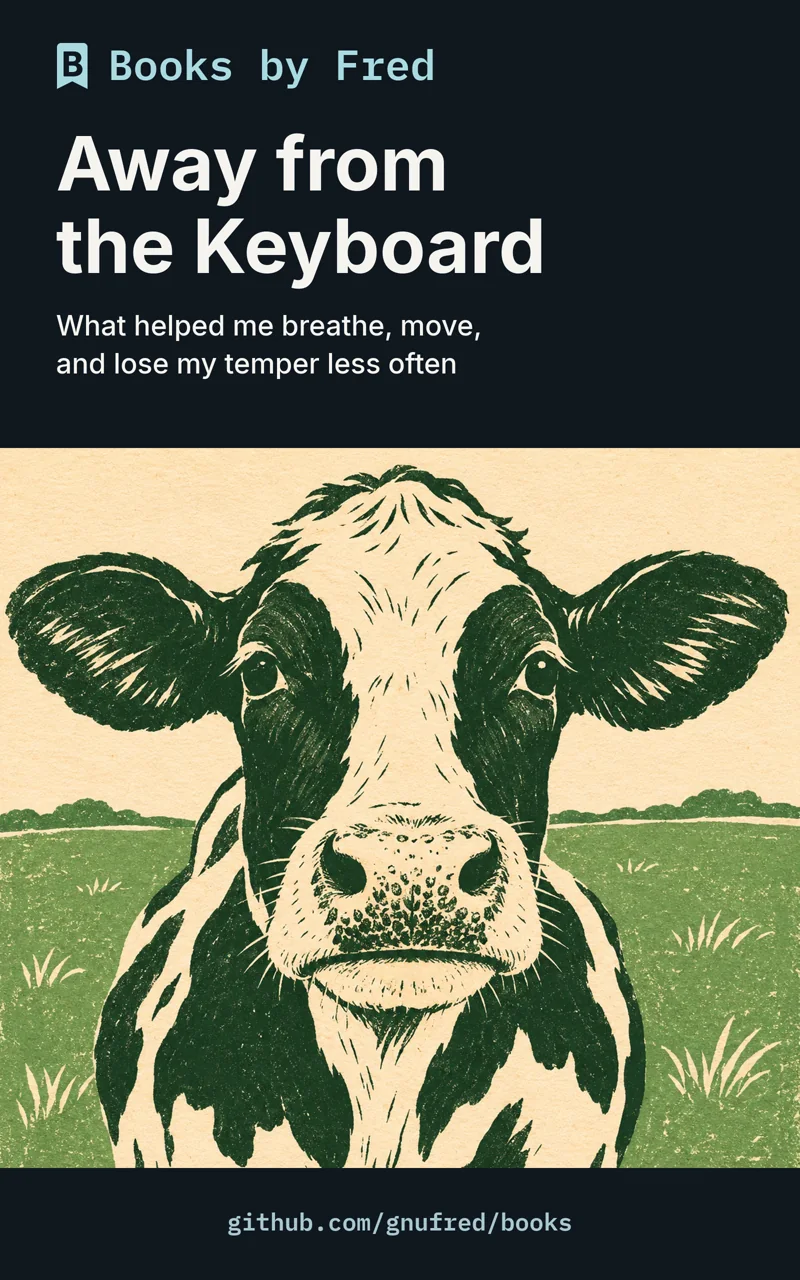 B Books by Fred
Away from
the Keyboard
What helped me breathe, move,
and lose my temper less often
github.com/gnufred/books